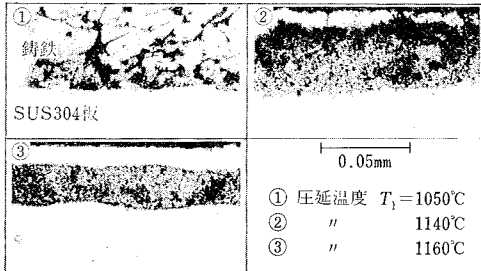 ①
鋳鉄
SUS304板
②
③
0.05mm
① 圧延温度 T₁=1050℃
② 〃 1140℃
③ 〃 1160℃